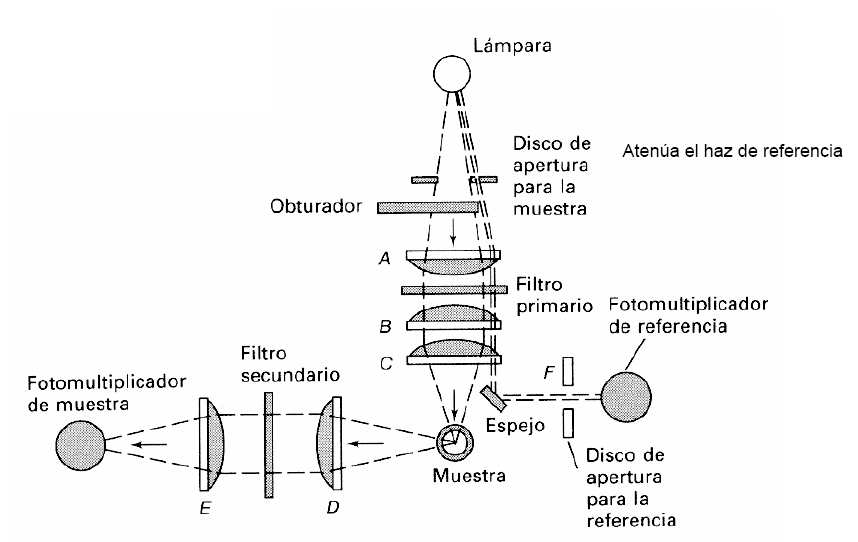 Lámpara
Disco de
apertura
para la
muestra
Atenúa el haz de referencia
Obturador
A
Filtro
primario
B
C
Fotomultiplicador
de referencia
F
Espejo
Filtro
secundario
Fotomultiplicador
de muestra
Muestra
E
D
Disco de
apertura
para la
referencia